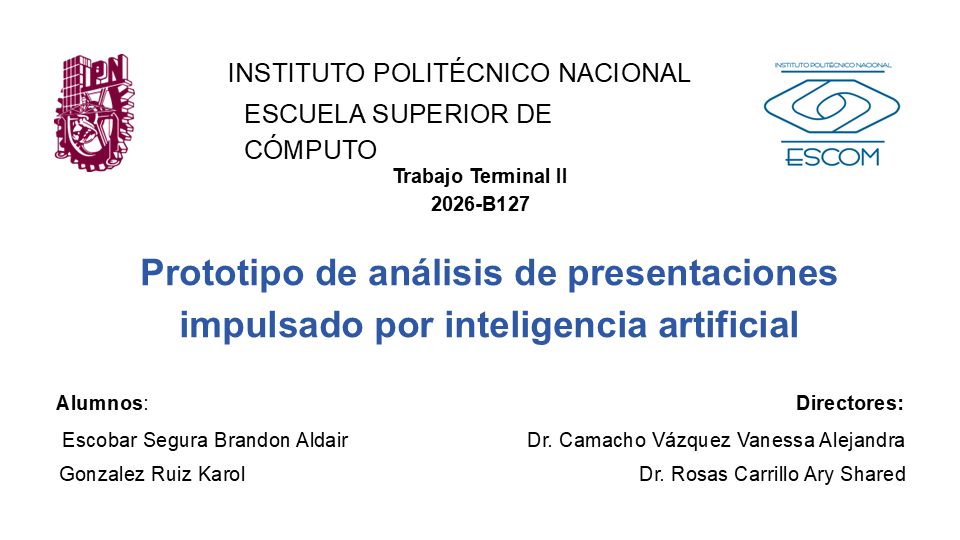 INSTITUTO POLITÉCNICO NACIONAL
ESCUELA SUPERIOR DE
CÓMPUTO
Trabajo Terminal II
2026-B127
IPN
INSTITUTO POLITÉCNICO NACIONAL
ESCOM
Prototipo de análisis de presentaciones
impulsado por inteligencia artificial
Alumnos:
Escobar Segura Brandon Aldair
Gonzalez Ruiz Karol
Directores:
Dr. Camacho Vázquez Vanessa Alejandra
Dr. Rosas Carrillo Ary Shared